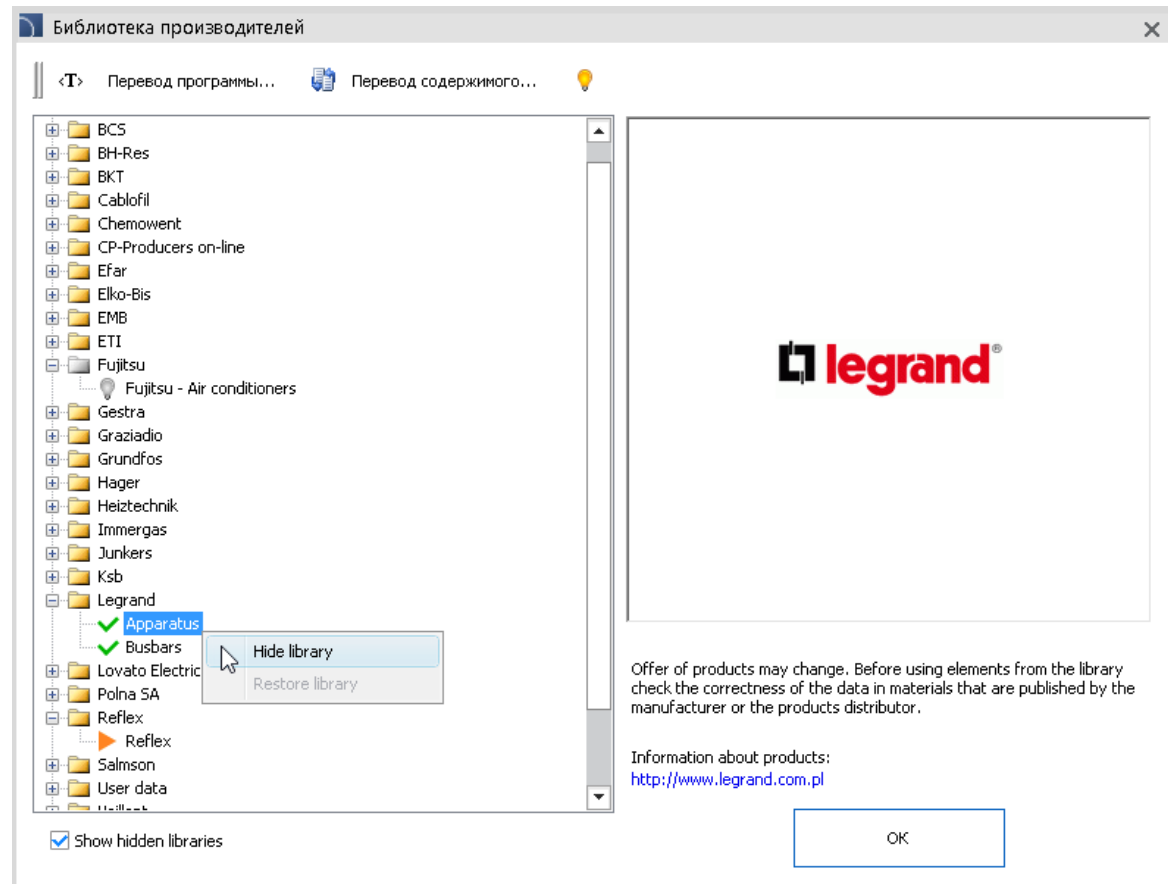 Библиотека производителей
<T> Перевод программы... Перевод содержимого...
BCS
BH-Res
BKT
Cablofil
Chemowent
CP-Producers on-line
Efar
Elko-Bis
EMB
ETI
Fujitsu
Fujitsu - Air conditioners
Gestra
Graziadio
Grundfos
Hager
Heiztechnik
Immergas
Junkers
Ksb
Legrand
Apparatus
Busbars
Hide library
Restore library
Lovato Electric
Polna SA
Reflex
Reflex
Salmson
User data
Show hidden libraries
legrand®
Offer of products may change. Before using elements from the library
check the correctness of the data in materials that are published by the
manufacturer or the products distributor.
Information about products:
http://www.legrand.com.pl
ОК